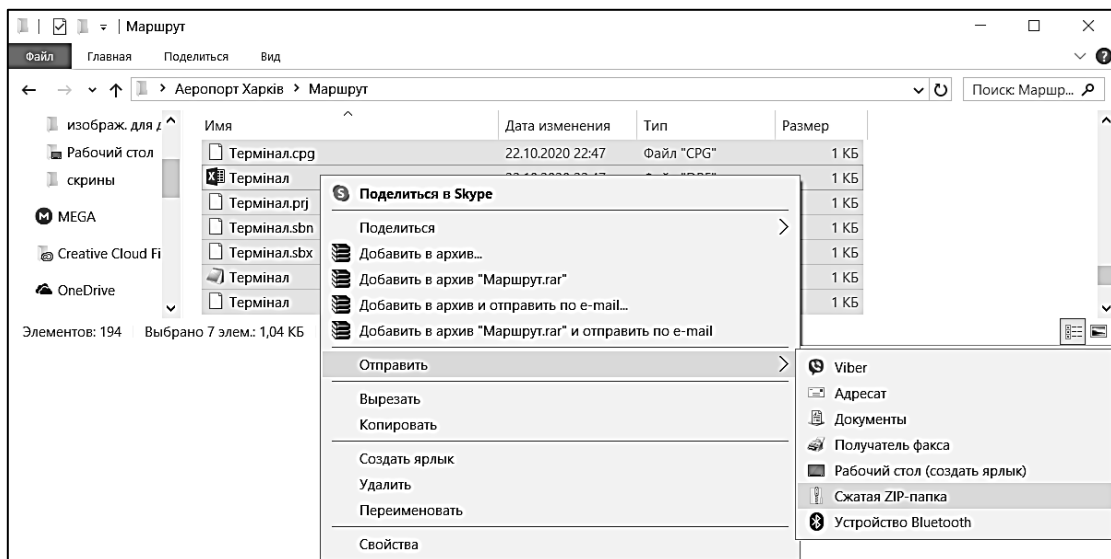 Маршрут
Файл Главная Поделиться Вид
Аеропорт Харків Маршрут Поиск: Маршр...
изображ. для д Имя Дата изменения Тип Размер
Рабочий стол Термінал.cpg 22.10.2020 22:47 Файл "CPG" 1 КБ
скрины Термінал 1 КБ
Термінал.prj 1 КБ
MEGA Термінал.sbn 1 КБ
Creative Cloud Fi Термінал.sbx 1 КБ
Термінал 1 КБ
OneDrive Термінал 1 КБ
Элементов: 194 Выбрано 7 элем.: 1,04 КБ
Поделиться в Skype
Поделиться
Добавить в архив...
Добавить в архив "Маршрут.rar"
Добавить в архив и отправить по e-mail...
Добавить в архив "Маршрут.rar" и отправить по e-mail
Отправить
Вырезать
Копировать
Создать ярлык
Удалить
Переименовать
Свойства
Viber
Адресат
Документы
Получатель факса
Рабочий стол (создать ярлык)
Сжатая ZIP-папка
Устройство Bluetooth